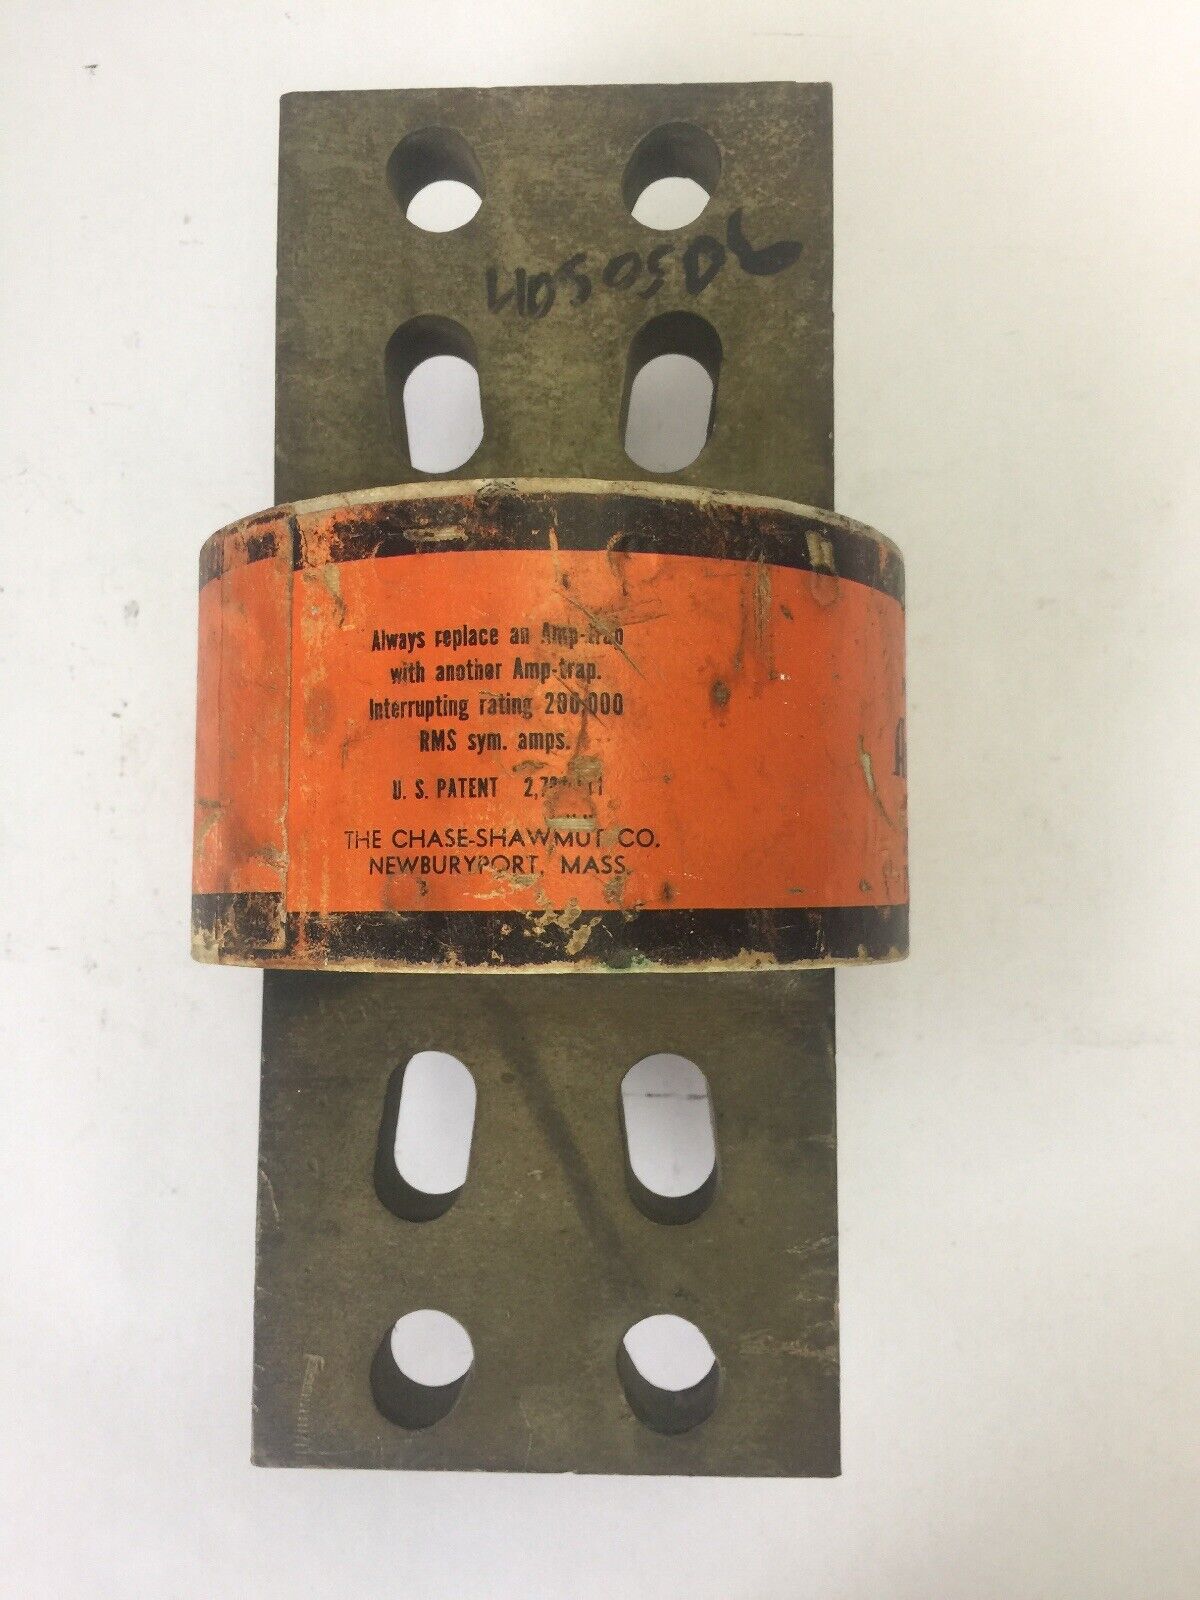 Always replace an Amp-trap
with another Amp-trap.
Interrupting rating 200,000
RMS sym. amps.
U. S. PATENT
THE CHASE-SHAWMUT CO.
NEWBURYPORT, MASS.